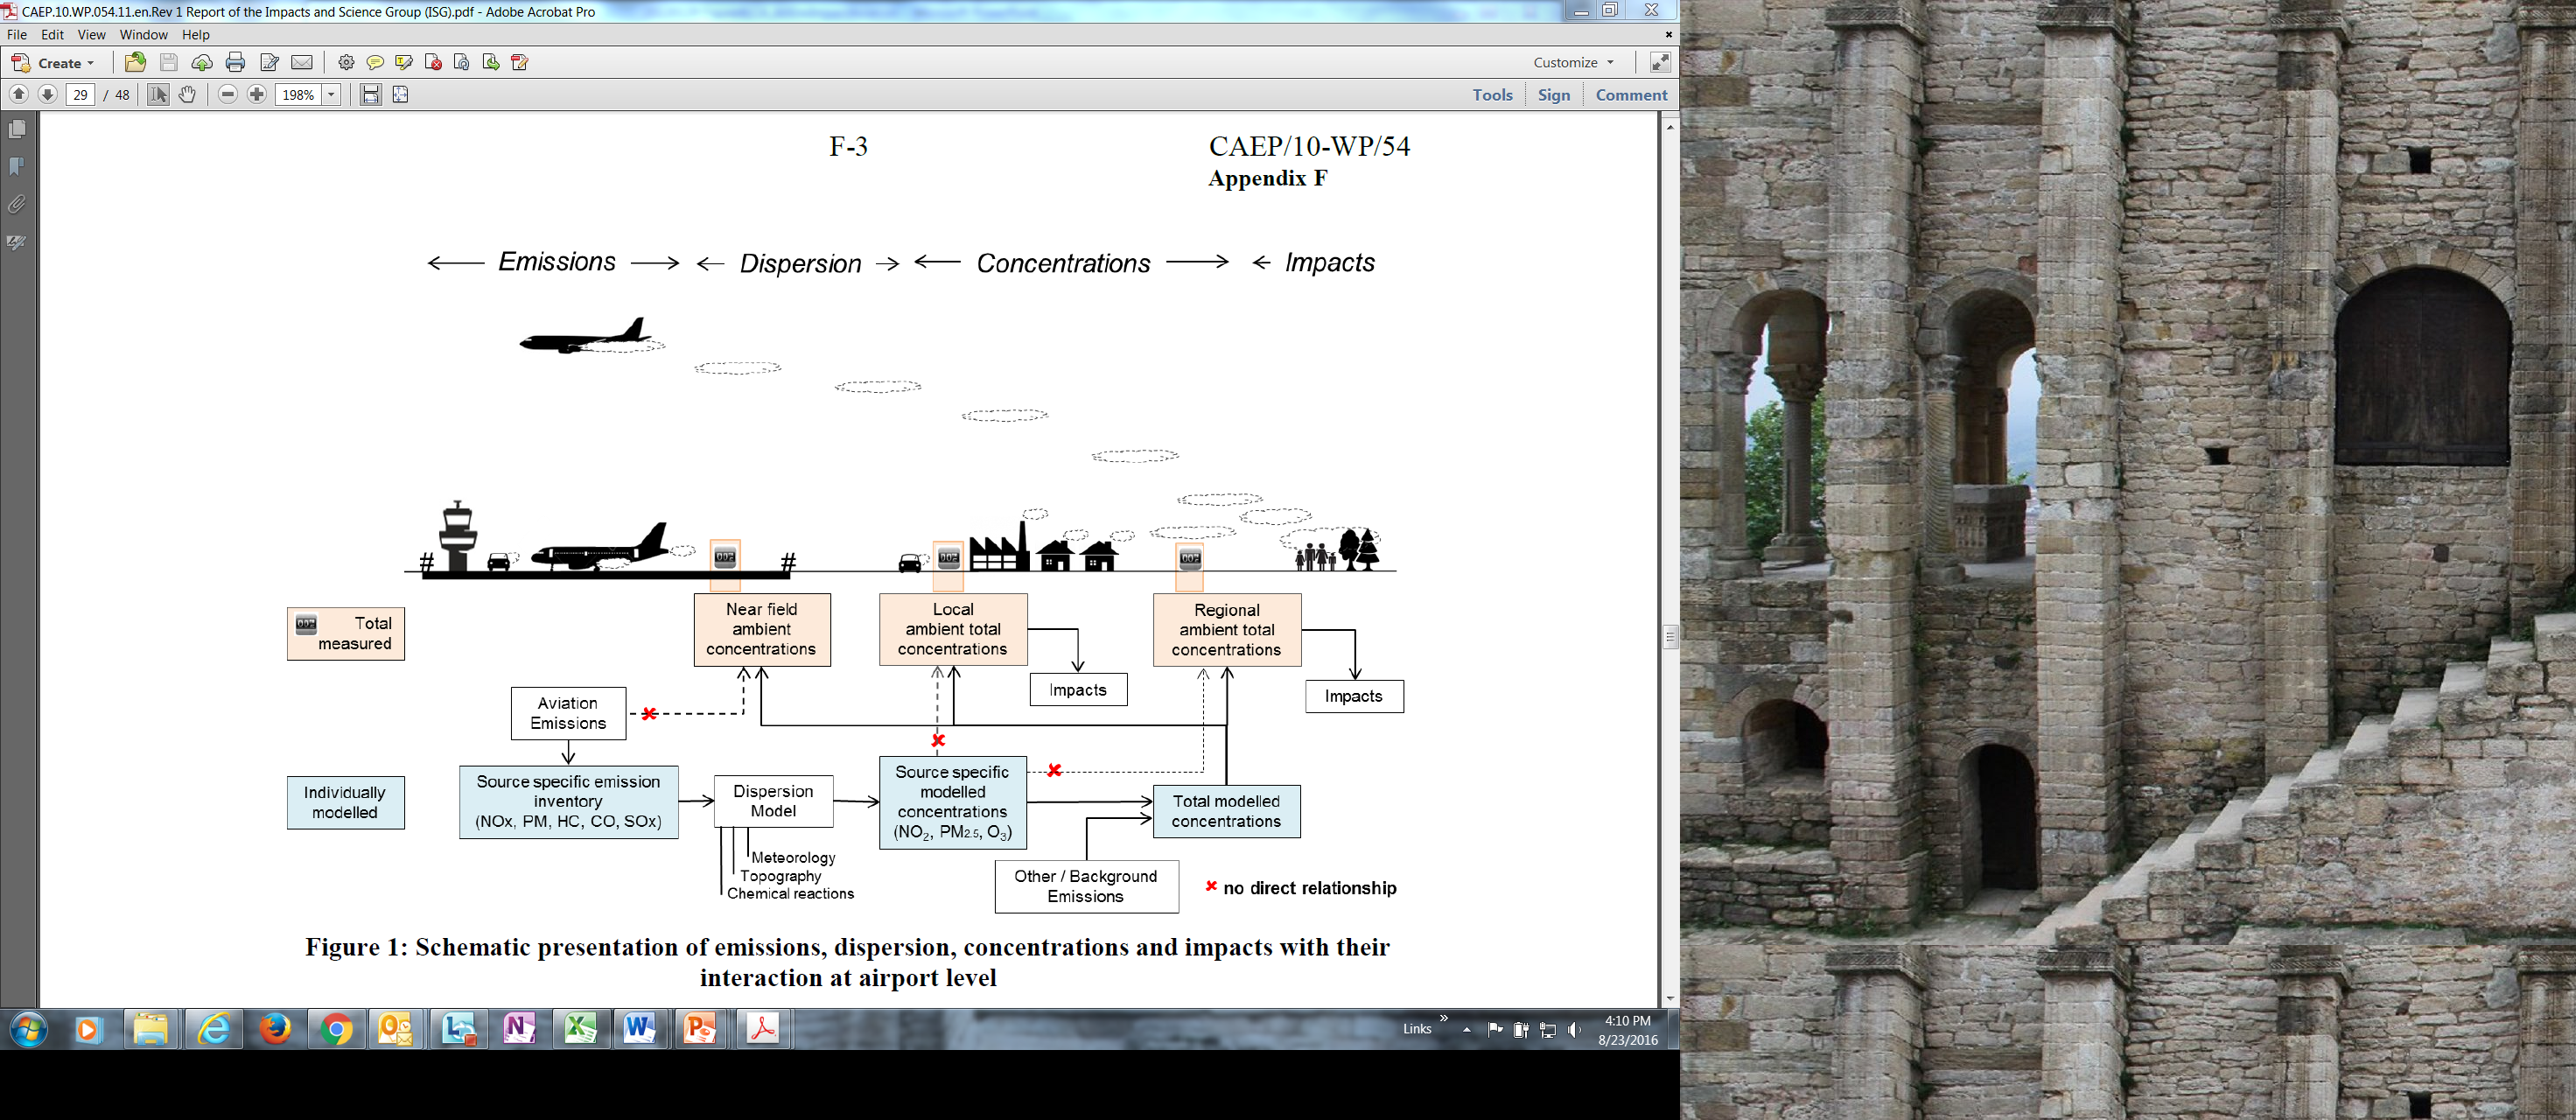 CAEP.10.WP.054.11.en.Rev 1 Report of the Impacts and Science Group (ISG).pdf - Adobe Acrobat Pro
File Edit View Window Help
Create
Customize
29 / 48
198%
Tools Sign Comment
F-3
CAEP/10-WP/54
Appendix F
Emissions
Dispersion
Concentrations
Impacts
#
#
002
002
002
002
Total
measured
Near field
ambient
concentrations
Local
ambient total
concentrations
Regional
ambient total
concentrations
Impacts
Impacts
Aviation
Emissions
Individually
modelled
Source specific emission
inventory
(NOx, PM, HC, CO, SOx)
Dispersion
Model
Meteorology
Topography
Chemical reactions
Source specific
modelled
concentrations
(NO₂, PM2.5, O₃)
Total modelled
concentrations
Other / Background
Emissions
✘ no direct relationship
Figure 1: Schematic presentation of emissions, dispersion, concentrations and impacts with their
interaction at airport level
Links
4:10 PM
8/23/2016